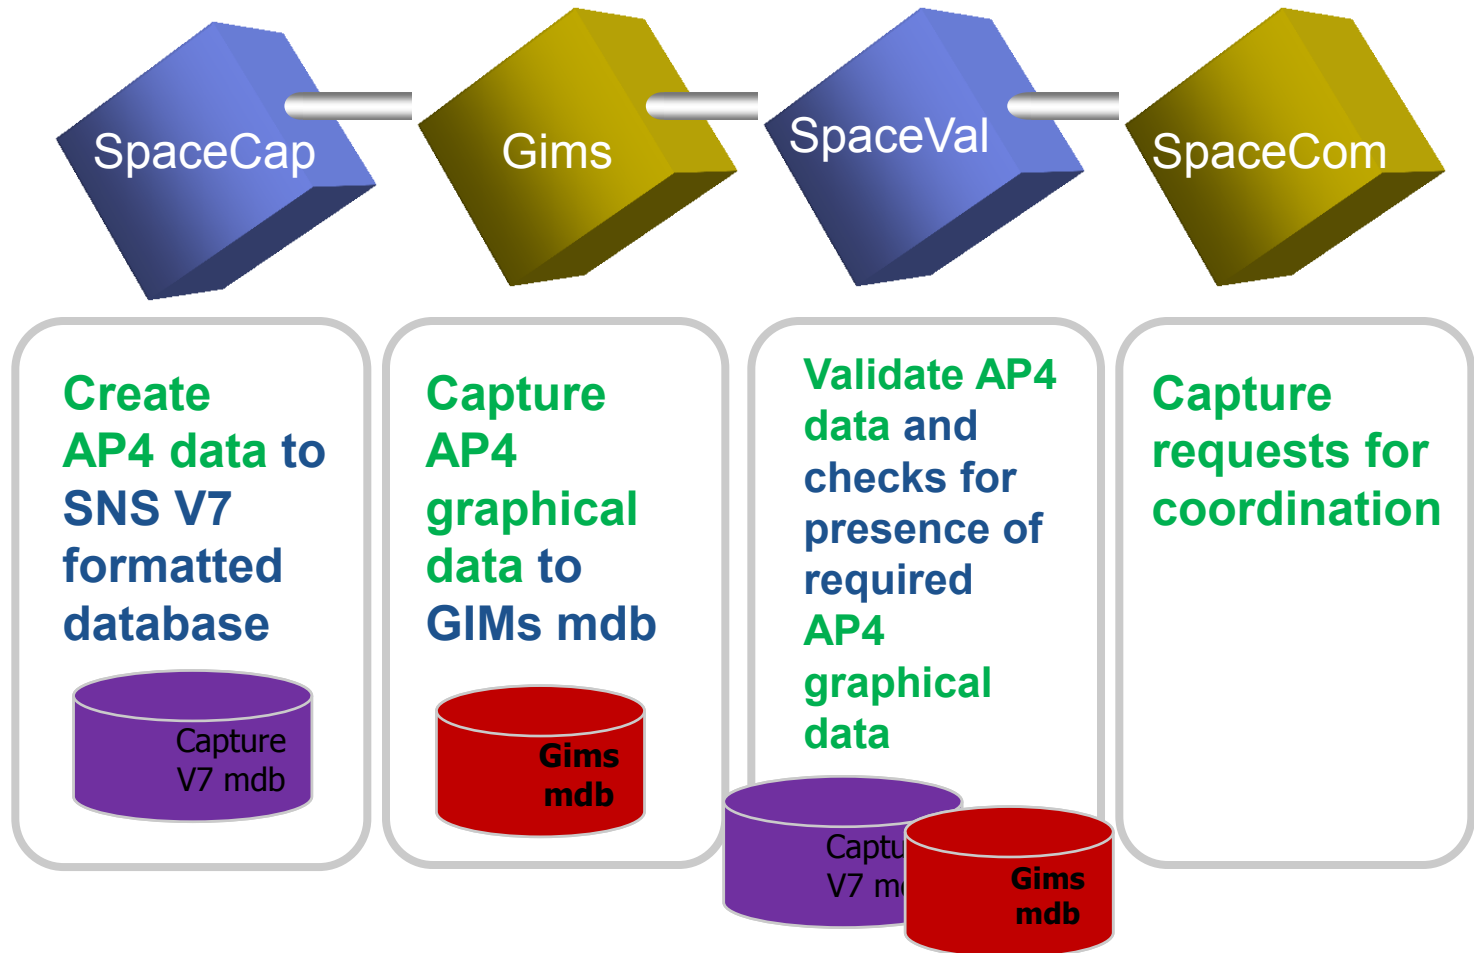 SpaceCap
Gims
SpaceVal
SpaceCom
Create
AP4 data to
SNS V7
formatted
database
Capture
V7 mdb
Capture
AP4
graphical
data to
GIMs mdb
Gims
mdb
Validate AP4
data and
checks for
presence of
required
AP4
graphical
data
V7
Gims
mdb
Capture
requests for
coordination